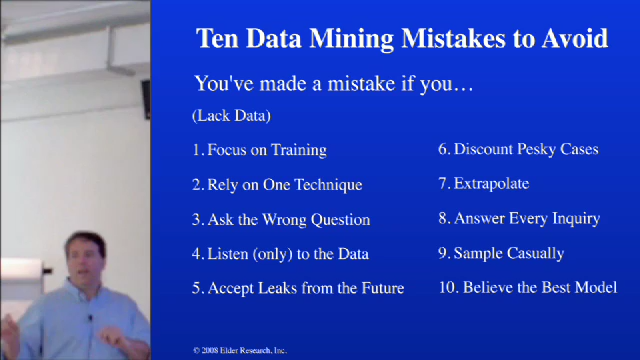 Ten Data Mining Mistakes to Avoid
You've made a mistake if you…
(Lack Data)
1. Focus on Training
2. Rely on One Technique
3. Ask the Wrong Question
4. Listen (only) to the Data
5. Accept Leaks from the Future
6. Discount Pesky Cases
7. Extrapolate
8. Answer Every Inquiry
9. Sample Casually
10. Believe the Best Model
© 2008 Elder Research, Inc.